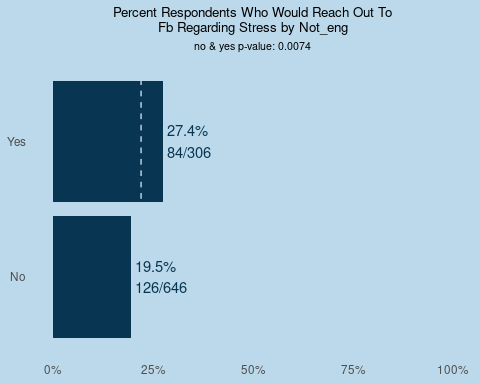 Percent Respondents Who Would Reach Out To
Fb Regarding Stress by Not_eng
no & yes p-value: 0.0074
Yes
27.4%
84/306
No
19.5%
126/646
0%
25%
50%
75%
100%